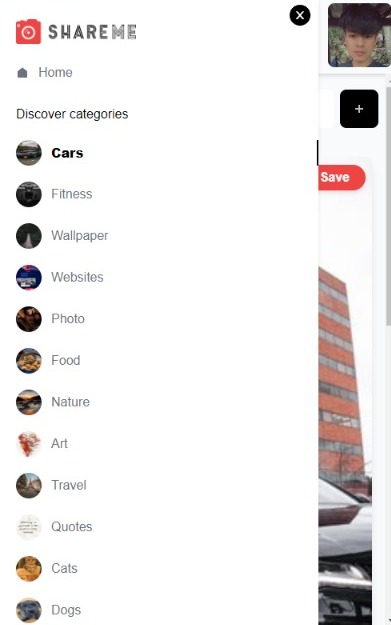 SHAREME
Home
Discover categories
Cars
Fitness
Wallpaper
Websites
Photo
Food
Nature
Art
Travel
Quotes
Cats
Dogs
+
Save